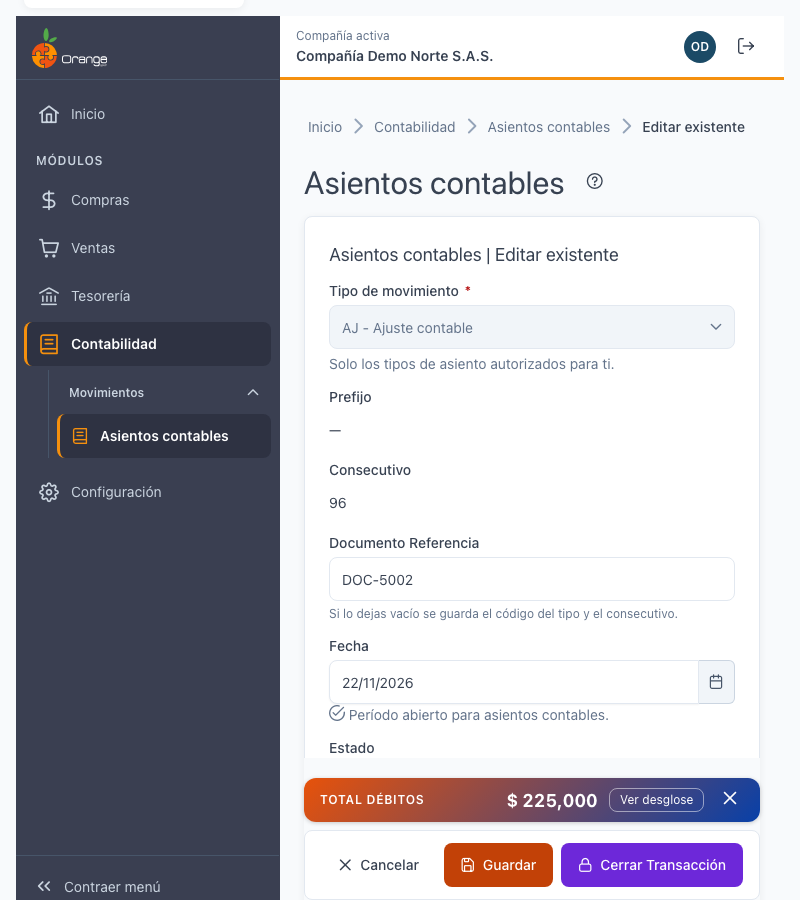 Orange
Inicio
MÓDULOS
Compras
Ventas
Tesorería
Contabilidad
Movimientos
Asientos contables
Configuración
Contraer menú
Compañía activa
Compañía Demo Norte S.A.S.
OD
Inicio > Contabilidad > Asientos contables > Editar existente
Asientos contables
Asientos contables | Editar existente
Tipo de movimiento *
AJ - Ajuste contable
Solo los tipos de asiento autorizados para ti.
Prefijo
—
Consecutivo
96
Documento Referencia
DOC-5002
Si lo dejas vacío se guarda el código del tipo y el consecutivo.
Fecha
22/11/2026
Período abierto para asientos contables.
Estado
TOTAL DÉBITOS $ 225,000 Ver desglose
Cancelar Guardar Cerrar Transacción